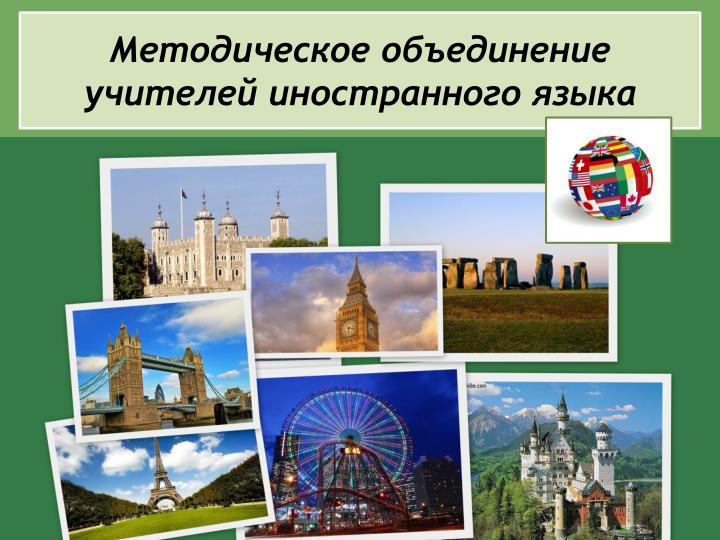 Методическое объединение
учителей иностранного языка